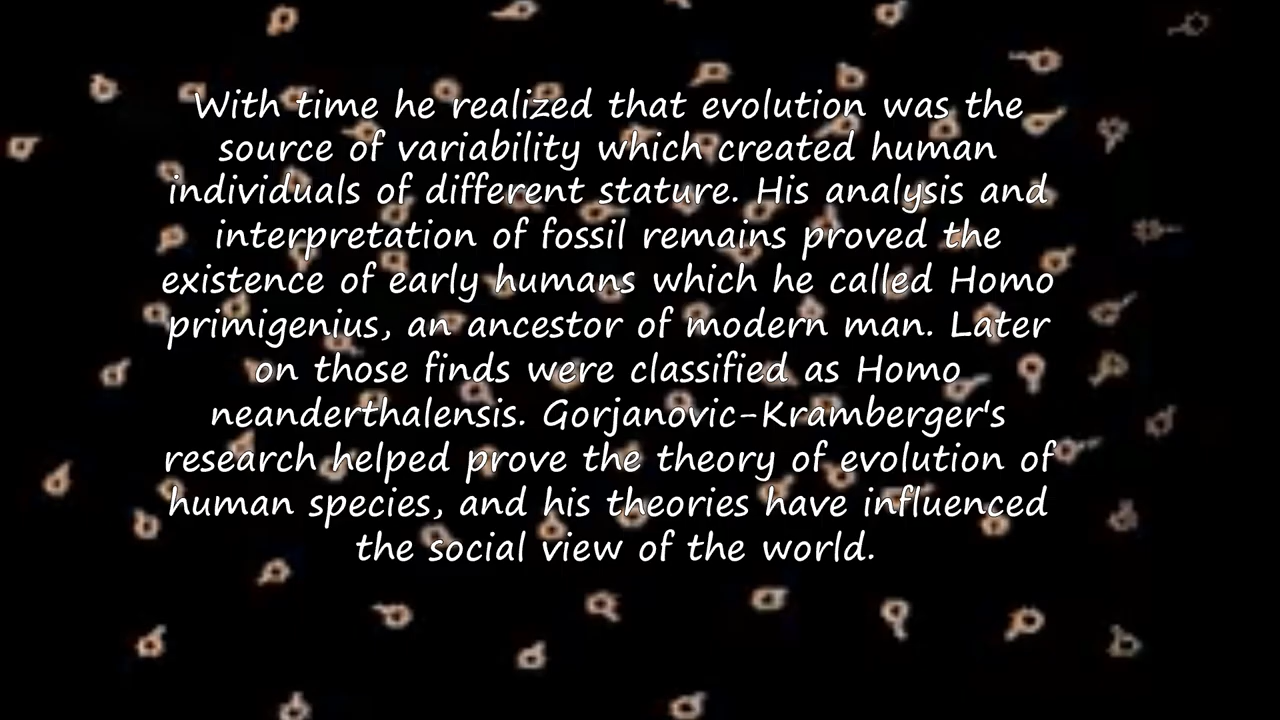 With time he realized that evolution was the
source of variability which created human
individuals of different stature. His analysis and
interpretation of fossil remains proved the
existence of early humans which he called Homo
primigenius, an ancestor of modern man. Later
on those finds were classified as Homo
neanderthalensis. Gorjanovic-Kramberger's
research helped prove the theory of evolution of
human species, and his theories have influenced
the social view of the world.